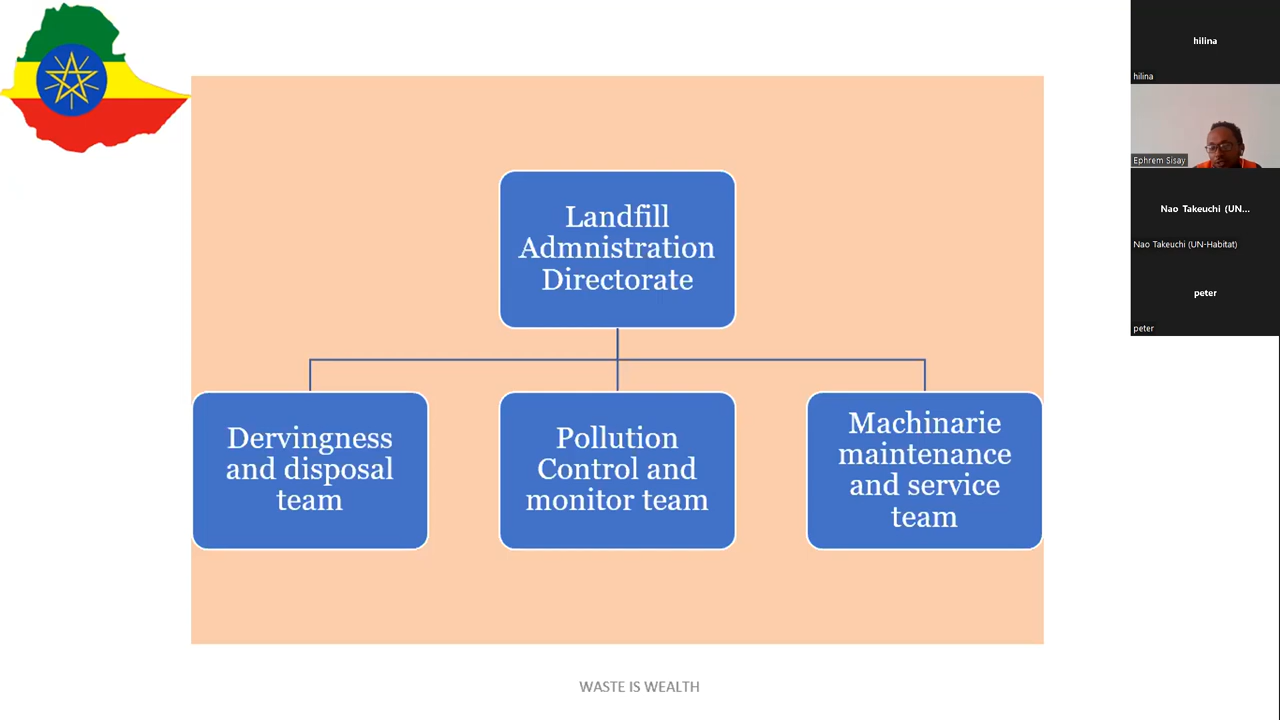 Landfill
Admnistration
Directorate
Dervingness
and disposal
team
Pollution
Control and
monitor team
Machinarie
maintenance
and service
team
WASTE IS WEALTH
hilina
hilina
Ephrem Sisay
Nao Takeuchi (UN...
Nao Takeuchi (UN-Habitat)
peter
peter